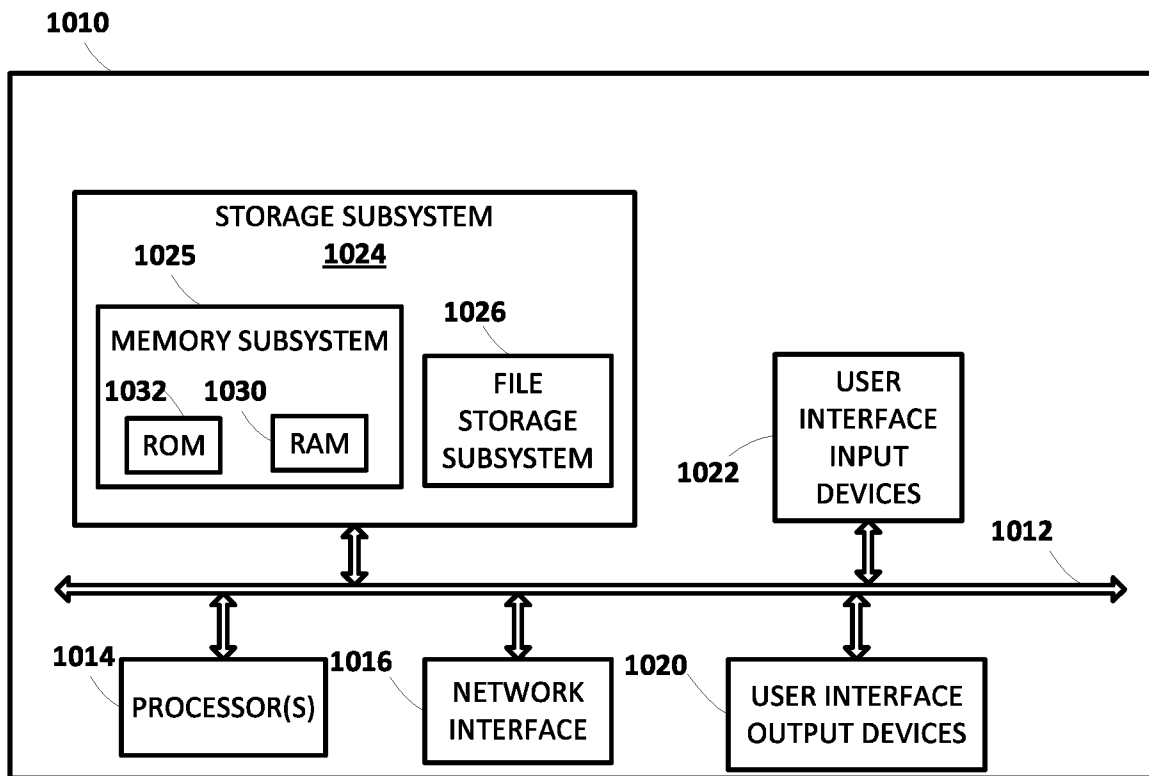 1010
STORAGE SUBSYSTEM
1024
1025
MEMORY SUBSYSTEM
1032
1030
ROM
RAM
1026
FILE
STORAGE
SUBSYSTEM
USER
INTERFACE
INPUT
DEVICES
1022
1012
1014
PROCESSOR(S)
1016
NETWORK
INTERFACE
1020
USER INTERFACE
OUTPUT DEVICES